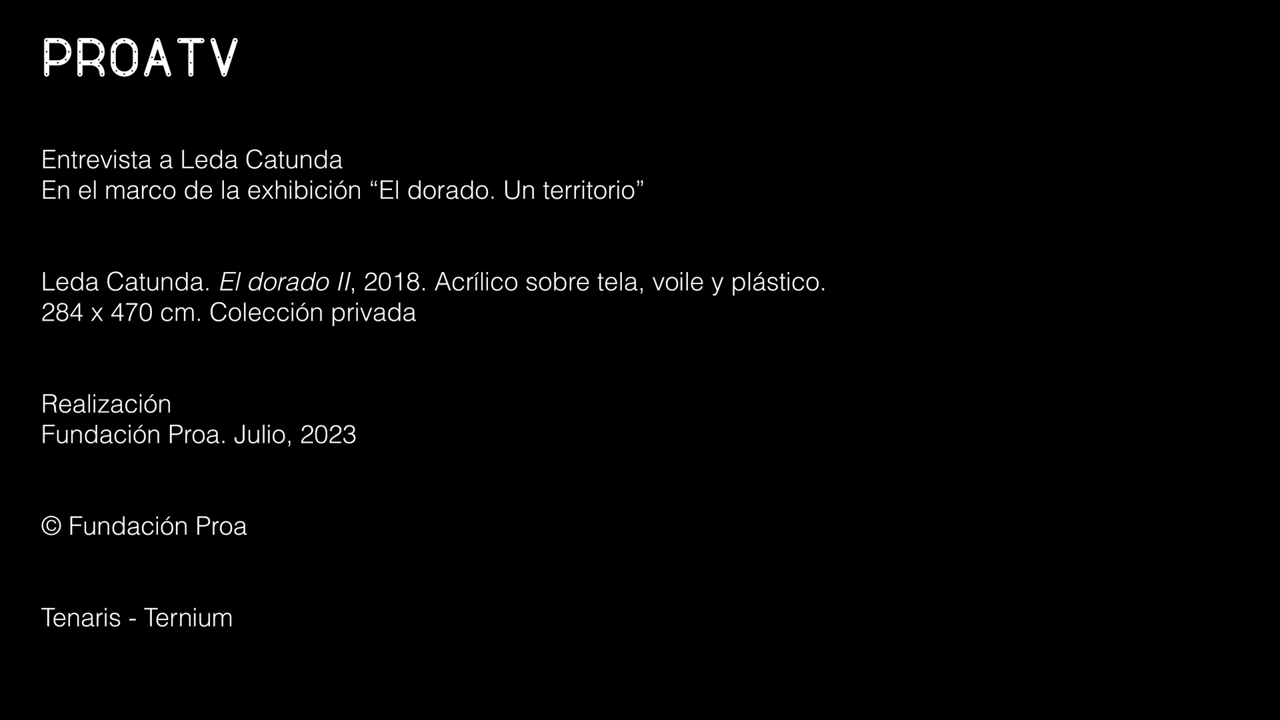 PROATV
Entrevista a Leda Catunda
En el marco de la exhibición “El dorado. Un territorio”
Leda Catunda. El dorado II, 2018. Acrílico sobre tela, voile y plástico.
284 x 470 cm. Colección privada
Realización
Fundación Proa. Julio, 2023
© Fundación Proa
Tenaris - Ternium